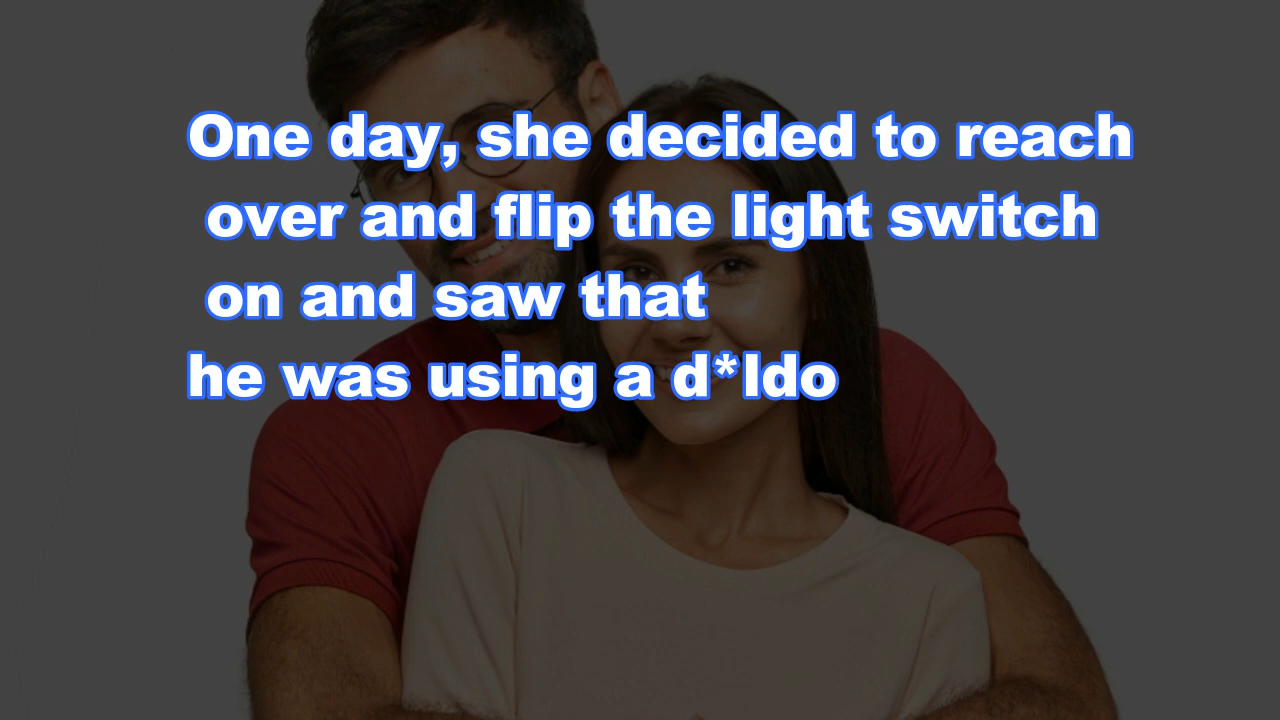 One day, she decided to reach
over and flip the light switch
on and saw that
he was using a d*ldo